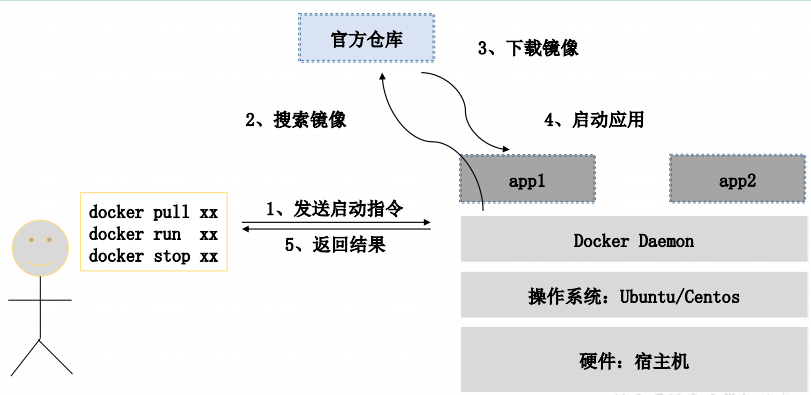 官方仓库
3、下载镜像
2、搜索镜像
4、启动应用
app1
app2
docker pull xx
docker run  xx
docker stop xx
1、发送启动指令
5、返回结果
Docker Daemon
操作系统：Ubuntu/Centos
硬件：宿主机